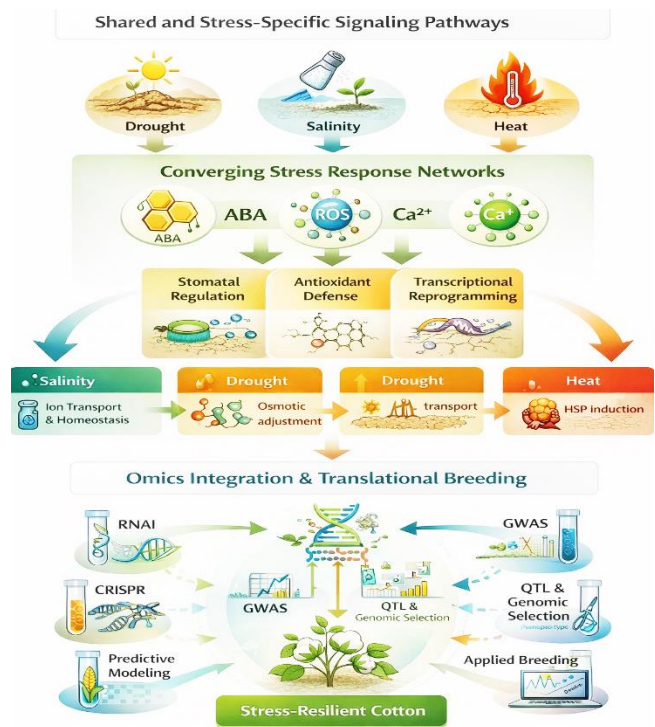 Shared and Stress-Specific Signaling Pathways
Drought
Salinity
Heat
Converging Stress Response Networks
ABA
ABA
ROS
Ca²⁺
Ca⁺
Stomatal
Regulation
Antioxidant
Defense
Transcriptional
Reprogramming
Salinity
Ion Transport
& Homeostasis
Drought
Osmotic
adjustment
Drought
transport
Heat
HSP induction
Omics Integration & Translational Breeding
RNAI
CRISPR
Predictive
Modeling
GWAS
QTL &
Genomic Selection
GWAS
QTL &
Genomic
Selection
Applied Breeding
Stress-Resilient Cotton